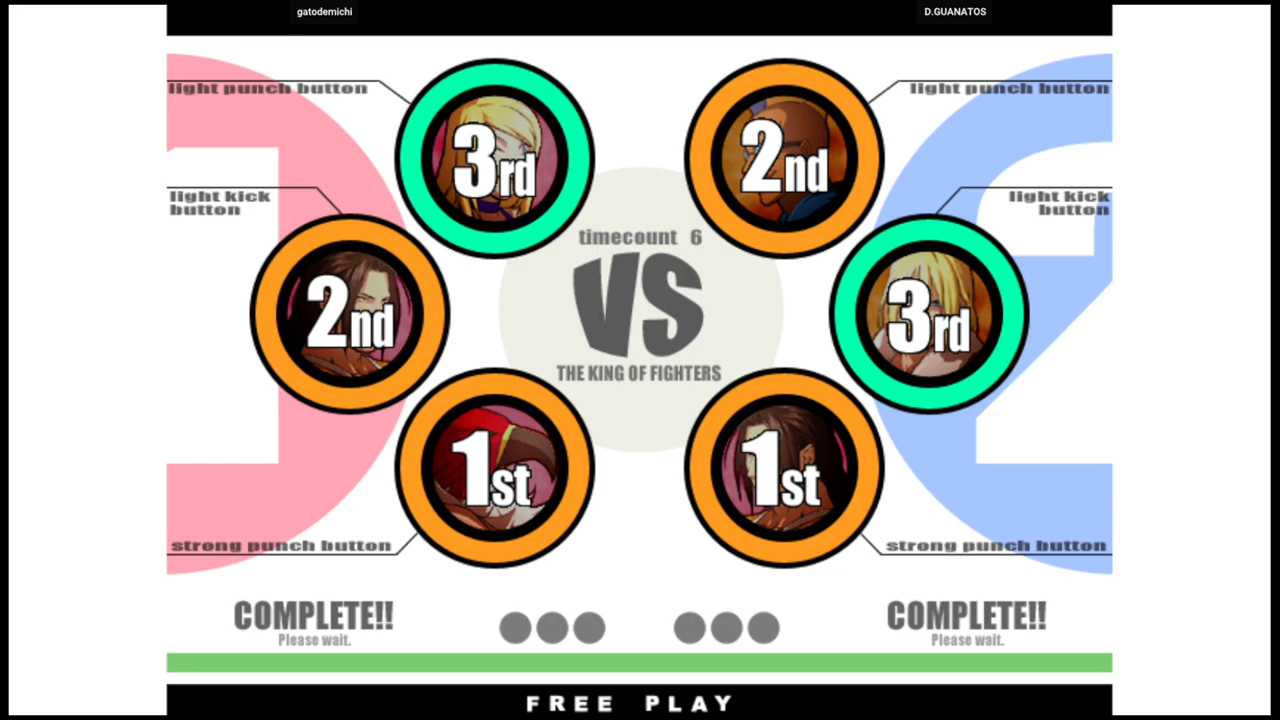 gatodemichi
D.GUANATOS
light punch button
light punch button
3rd
2nd
light kick
button
light kick
button
timecount 6
VS
THE KING OF FIGHTERS
2nd
3rd
1st
1st
strong punch button
strong punch button
COMPLETE!!
Please wait.
COMPLETE!!
Please wait.
FREE PLAY
1
2